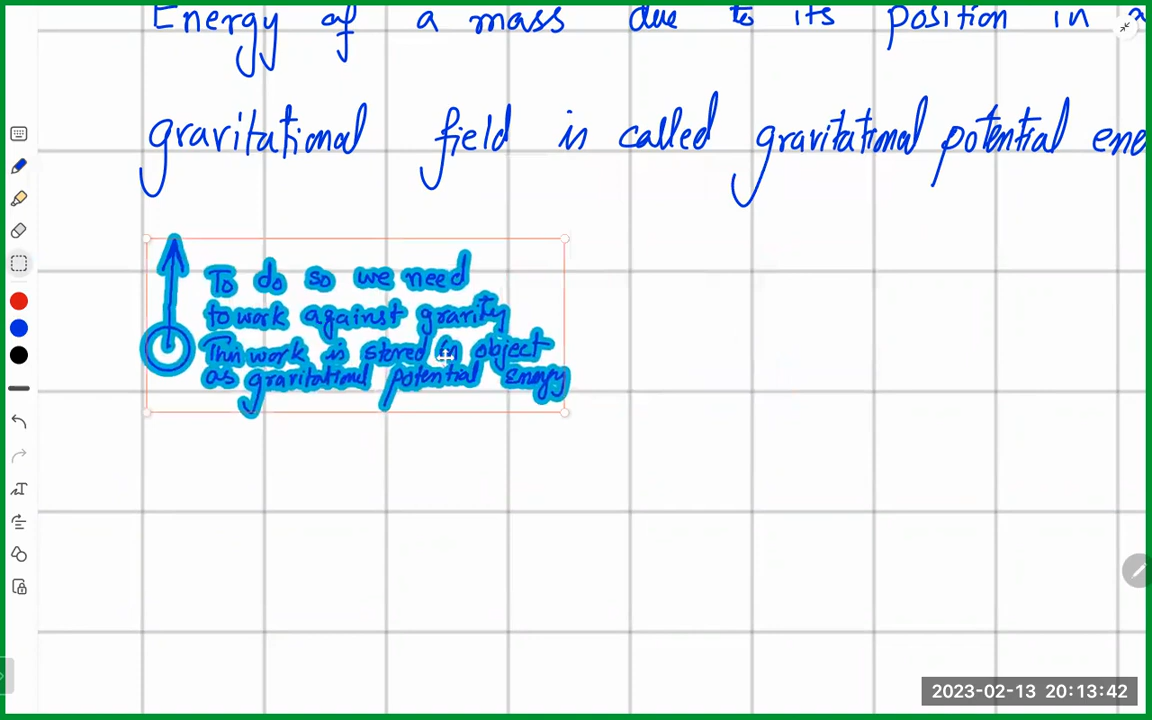 Energy of a mass due to its position in
gravitational field is called gravitational potential ene
To do so we need
to work against gravity
This work is stored in object
as gravitational potential Energy
2023-02-13 20:13:42